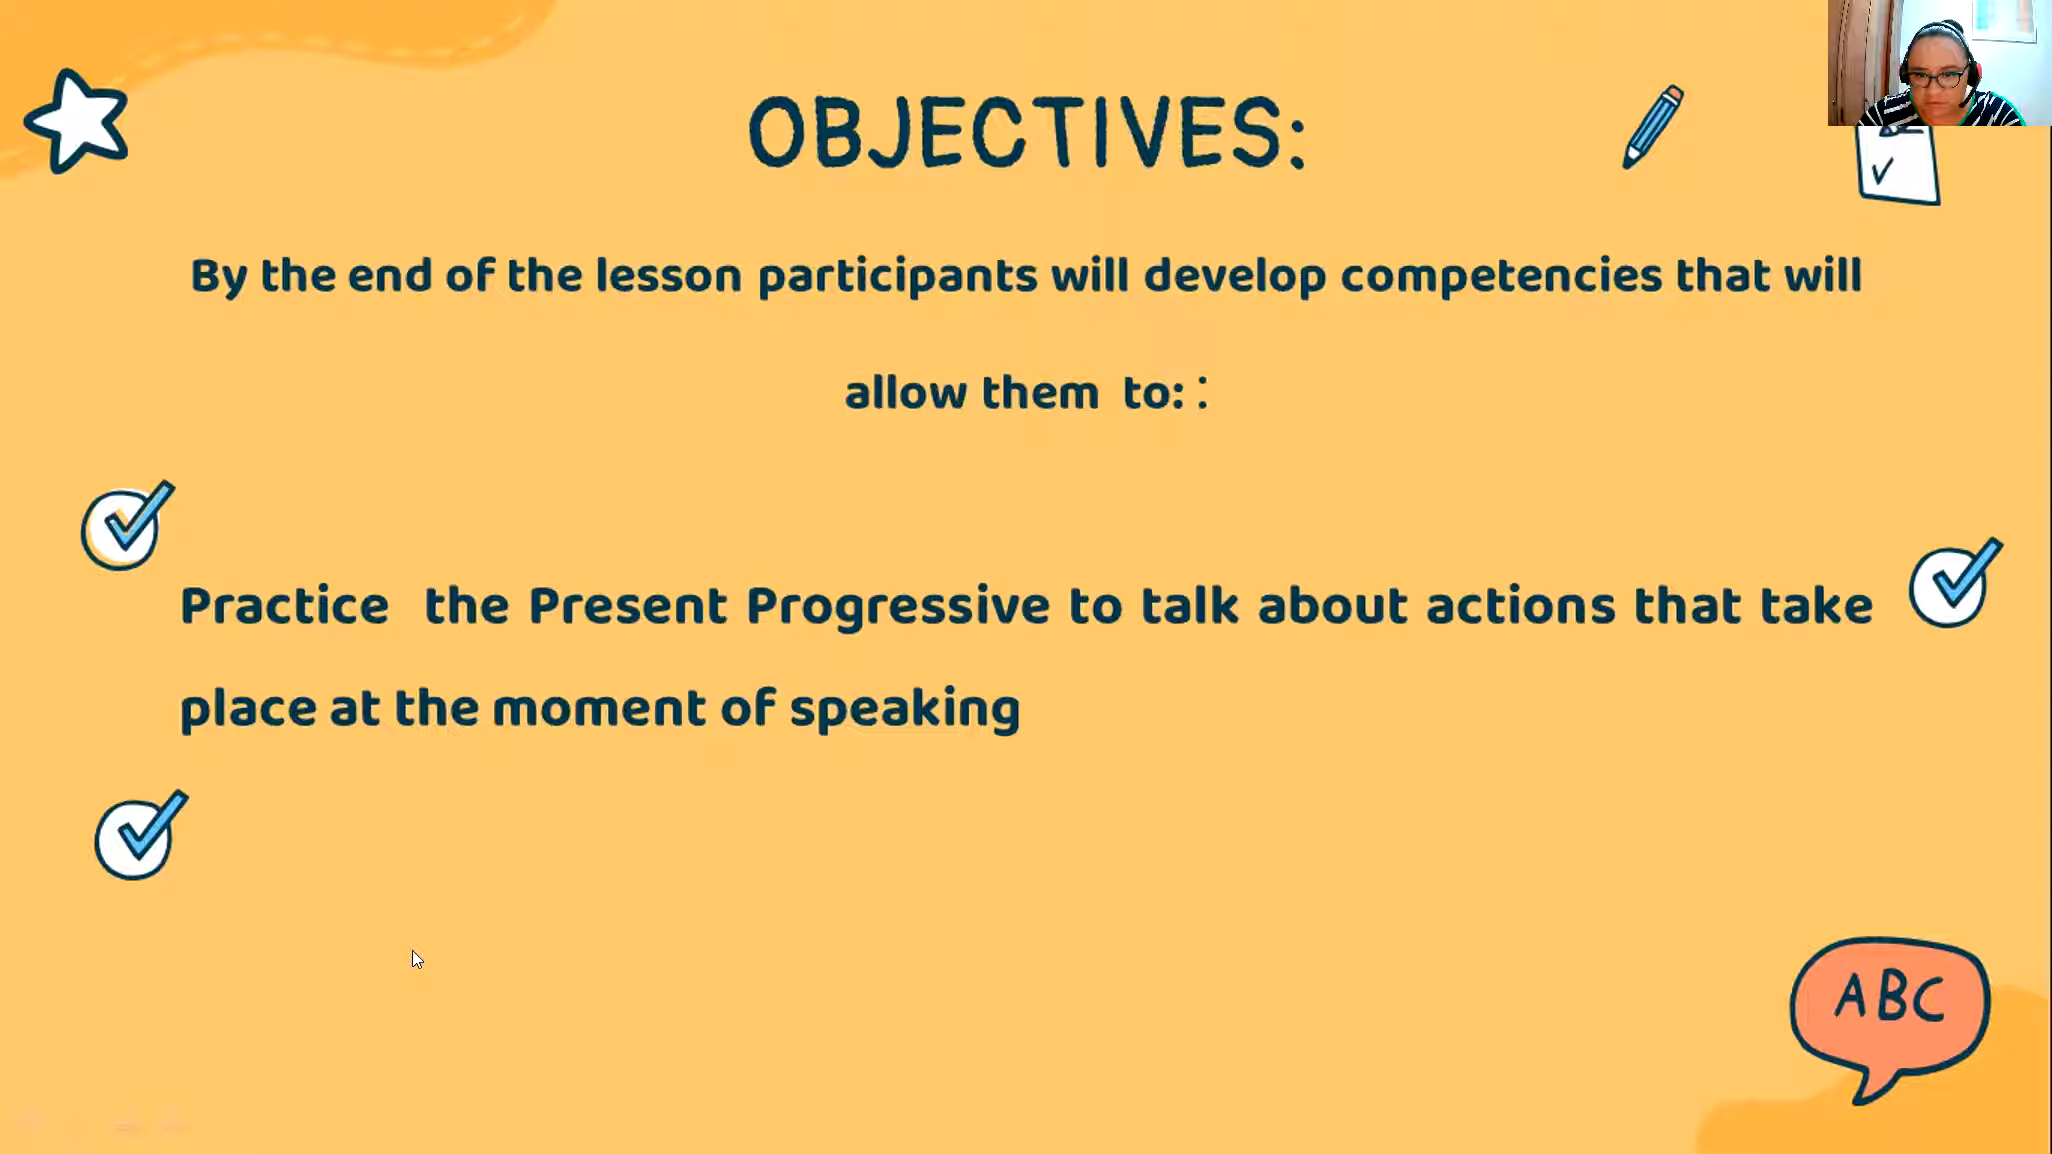 OBJECTIVES:
By the end of the lesson participants will develop competencies that will
allow them to: :
Practice the Present Progressive to talk about actions that take
place at the moment of speaking
ABC